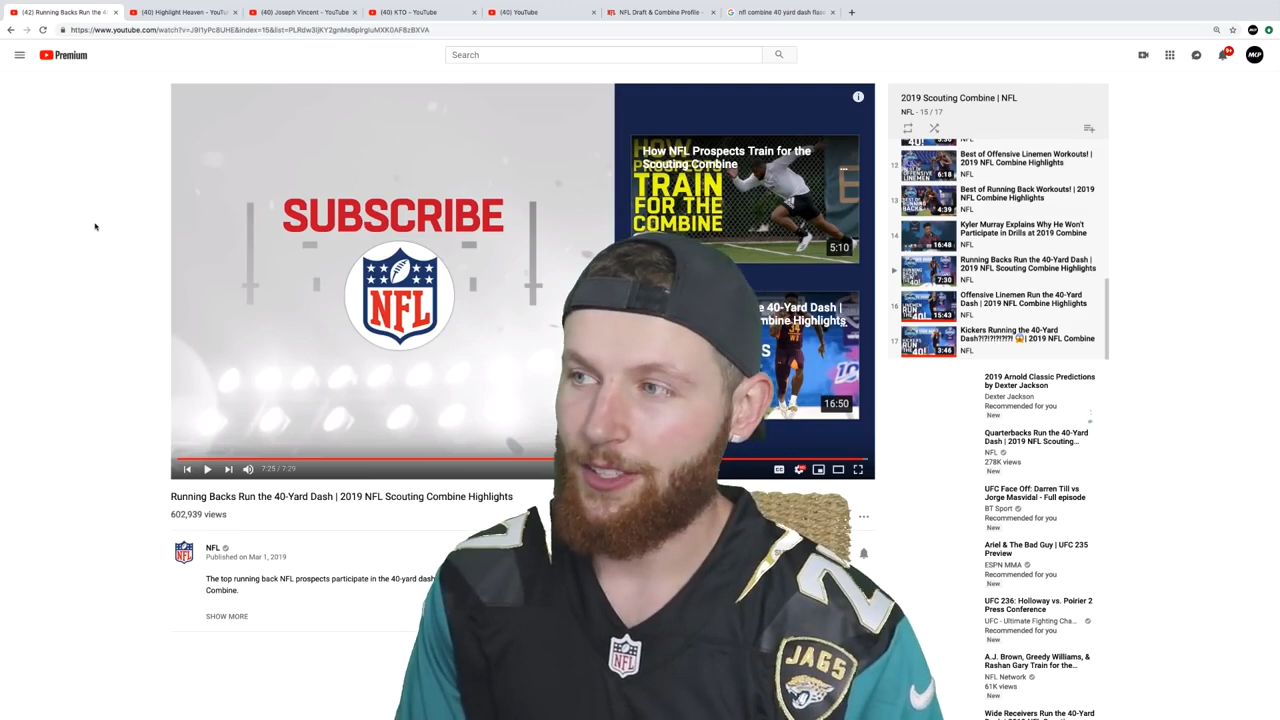 (42) Running Backs Run the 4
(40) Highlight Heaven - YouTu
(40) Joseph Vincent - YouTube
(40) KTO - YouTube
(40) YouTube
NFL Draft & Combine Profile -
nfl combine 40 yard dash flas
Premium
Search
9+
MCP
SUBSCRIBE
NFL
How NFL Prospects Train for the
Scouting Combine
TRAIN
FOR THE
COMBINE
5:10
e 40-Yard Dash |
mbine Highlights
16:50
7:25 / 7:29
Running Backs Run the 40-Yard Dash | 2019 NFL Scouting Combine Highlights
602,939 views
NFL
Published on Mar 1, 2019
The top running back NFL prospects participate in the 40-yard dash
Combine.
SHOW MORE
2019 Scouting Combine | NFL
NFL - 15 / 17
NFL
12
Best of Offensive Linemen Workouts! |
2019 NFL Combine Highlights
NFL
6:18
13
Best of Running Back Workouts! | 2019
NFL Combine Highlights
NFL
4:39
14
Kyler Murray Explains Why He Won't
Participate in Drills at 2019 Combine
NFL
16:48
Running Backs Run the 40-Yard Dash |
2019 NFL Scouting Combine Highlights
NFL
7:30
16
Offensive Linemen Run the 40-Yard
Dash | 2019 NFL Combine Highlights
NFL
15:43
17
Kickers Running the 40-Yard
Dash?!?!?!?!?! 😱| 2019 NFL Combine
NFL
3:46
2019 Arnold Classic Predictions
by Dexter Jackson
Dexter Jackson
Recommended for you
New
Quarterbacks Run the 40-Yard
Dash | 2019 NFL Scouting...
NFL
278K views
UFC Face Off: Darren Till vs
Jorge Masvidal - Full episode
BT Sport
Recommended for you
New
Ariel & The Bad Guy | UFC 235
Preview
ESPN MMA
Recommended for you
New
UFC 236: Holloway vs. Poirier 2
Press Conference
UFC - Ultimate Fighting Cha...
Recommended for you
New
A.J. Brown, Greedy Williams, &
Rashan Gary Train for the...
NFL Network
61K views
New
Wide Receivers Run the 40-Yard
NFL
2
JAGS